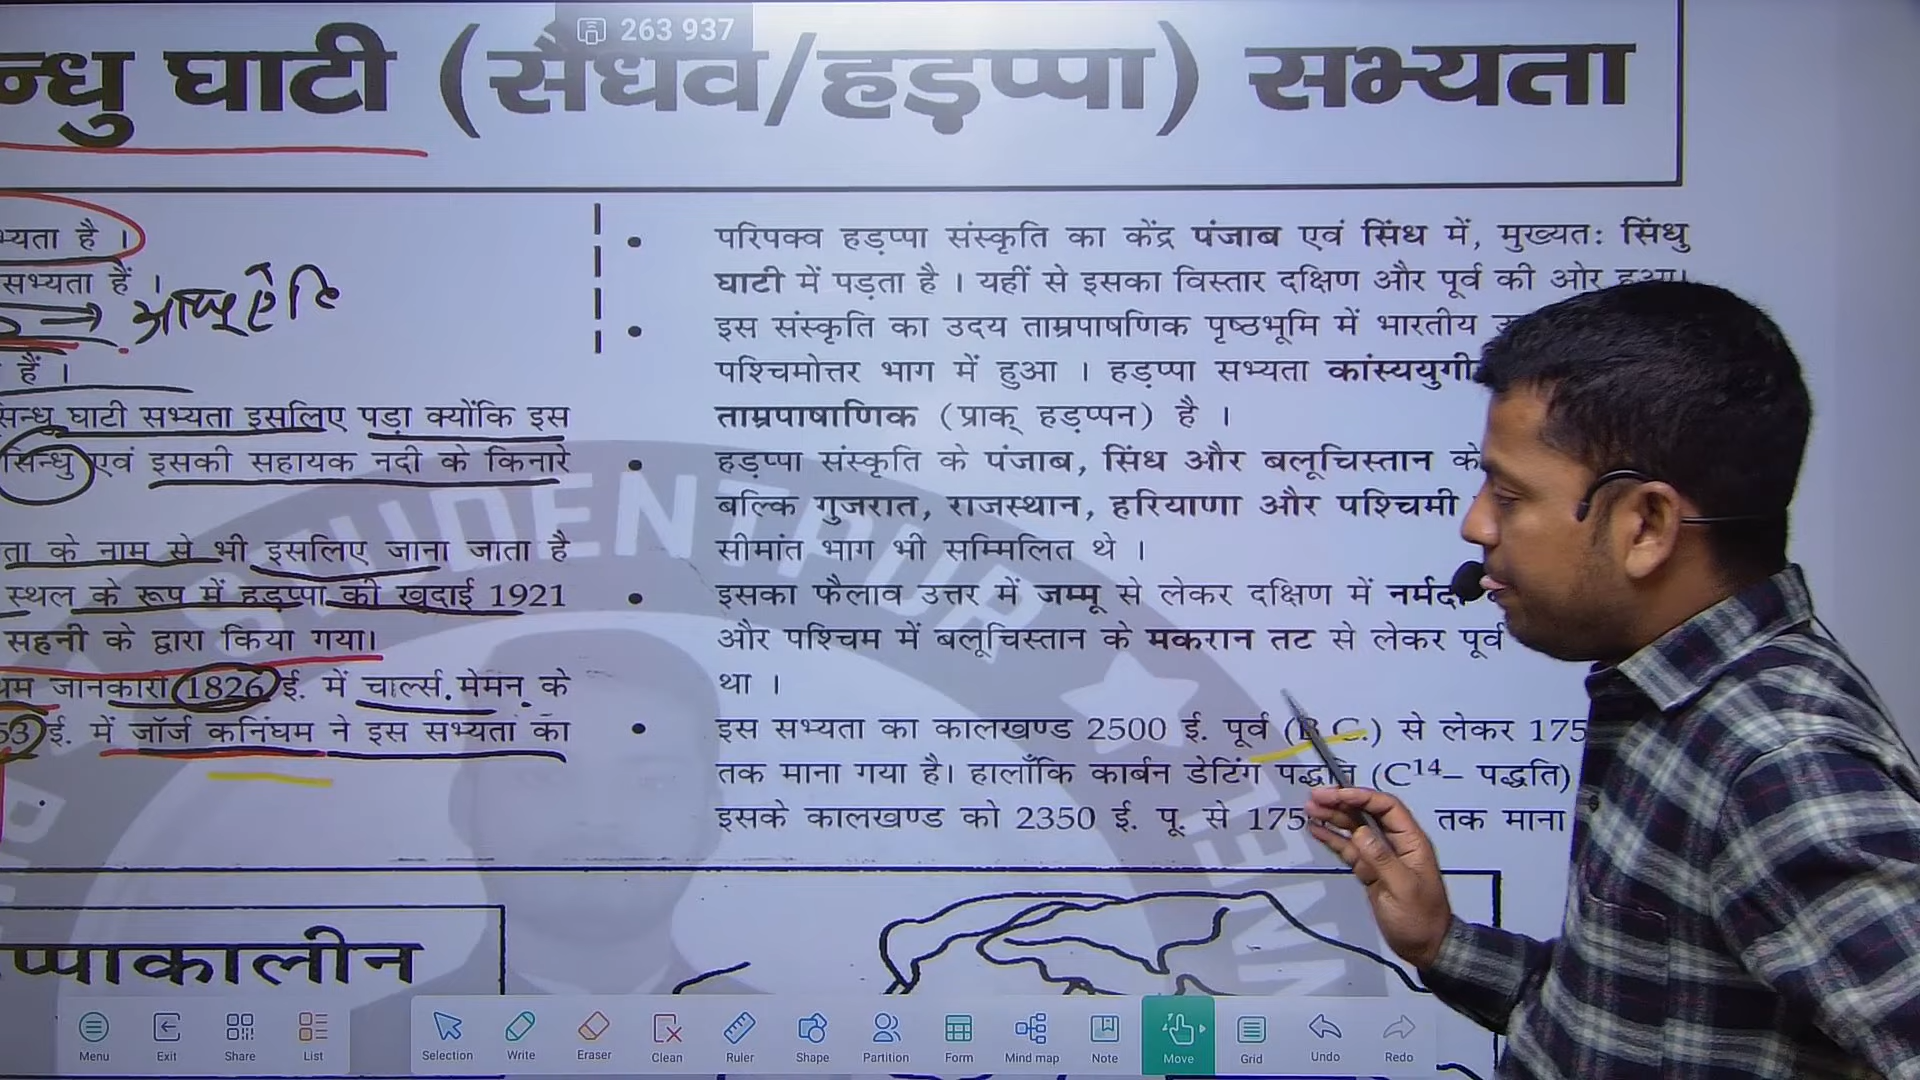 263 937
न्धु घाटी (सैंधव/हड़प्पा) सभ्यता
भ्यता है ।
सभ्यता हैं ।
हैं ।
सिन्धु घाटी सभ्यता इसलिए पड़ा क्योंकि इस
सिन्धु एवं इसकी सहायक नदी के किनारे
ता के नाम से भी इसलिए जाना जाता है
स्थल के रूप में हड़प्पा की खुदाई 1921
सहनी के द्वारा किया गया।
जानकारी 1826 ई. में चार्ल्स मेमन के
53 ई. में जॉर्ज कनिंघम ने इस सभ्यता का
प्पाकालीन
• परिपक्व हड़प्पा संस्कृति का केंद्र पंजाब एवं सिंध में, मुख्यतः सिंधु
घाटी में पड़ता है । यहीं से इसका विस्तार दक्षिण और पूर्व की ओर हुआ।
• इस संस्कृति का उदय ताम्रपाषणिक पृष्ठभूमि में भारतीय
पश्चिमोत्तर भाग में हुआ । हड़प्पा सभ्यता कांस्ययुगी
ताम्रपाषाणिक (प्राक् हड़प्पन) है ।
• हड़प्पा संस्कृति के पंजाब, सिंध और बलूचिस्तान के
बल्कि गुजरात, राजस्थान, हरियाणा और पश्चिमी
सीमांत भाग भी सम्मिलित थे ।
• इसका फैलाव उत्तर में जम्मू से लेकर दक्षिण में नर्मदा
और पश्चिम में बलूचिस्तान के मकरान तट से लेकर पूर्व
था ।
• इस सभ्यता का कालखण्ड 2500 ई. पूर्व (B.C.) से लेकर 175
तक माना गया है। हालाँकि कार्बन डेटिंग पद्धति (C¹⁴– पद्धति)
इसके कालखण्ड को 2350 ई. पू. से 175 तक माना
STUDENT
Menu Exit Share List Selection Write Eraser Clean Ruler Shape Partition Form Mind map Note Move Grid Undo Redo